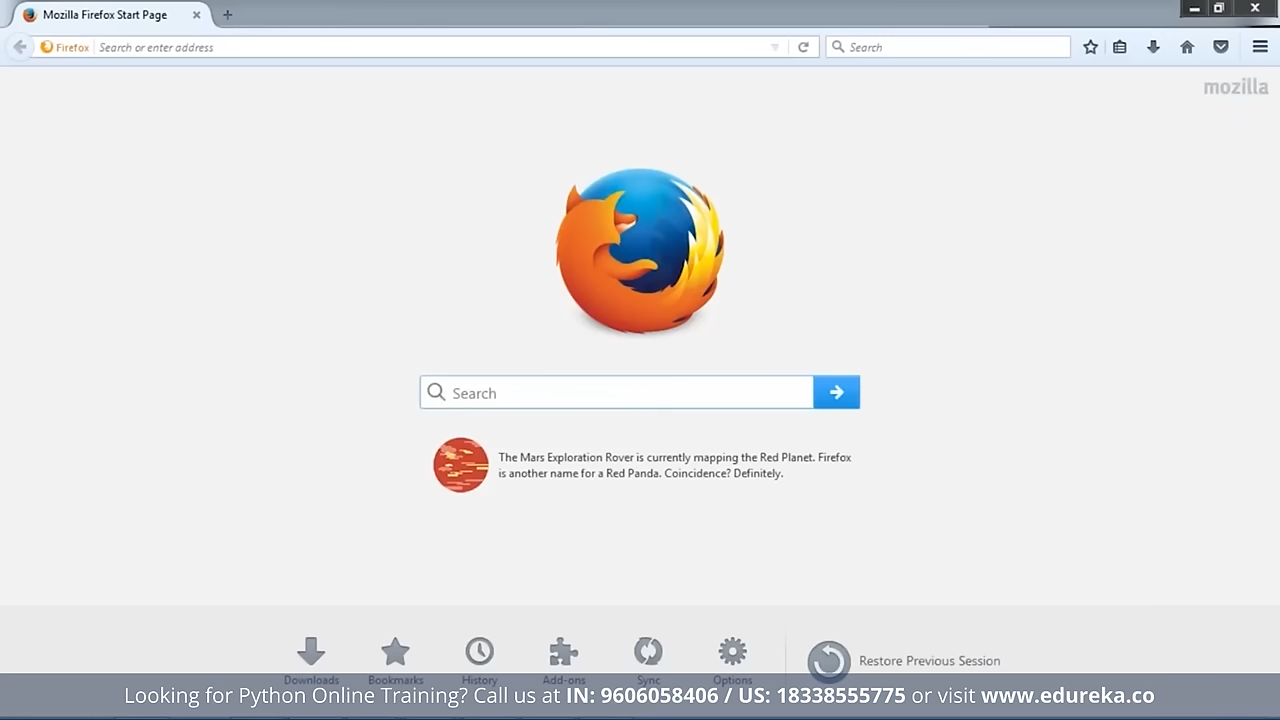 Mozilla Firefox Start Page
Firefox Search or enter address
Search
mozilla
Search
The Mars Exploration Rover is currently mapping the Red Planet. Firefox
is another name for a Red Panda. Coincidence? Definitely.
Downloads Bookmarks History Add-ons Sync Options
Restore Previous Session
Looking for Python Online Training? Call us at IN: 9606058406 / US: 18338555775 or visit www.edureka.co